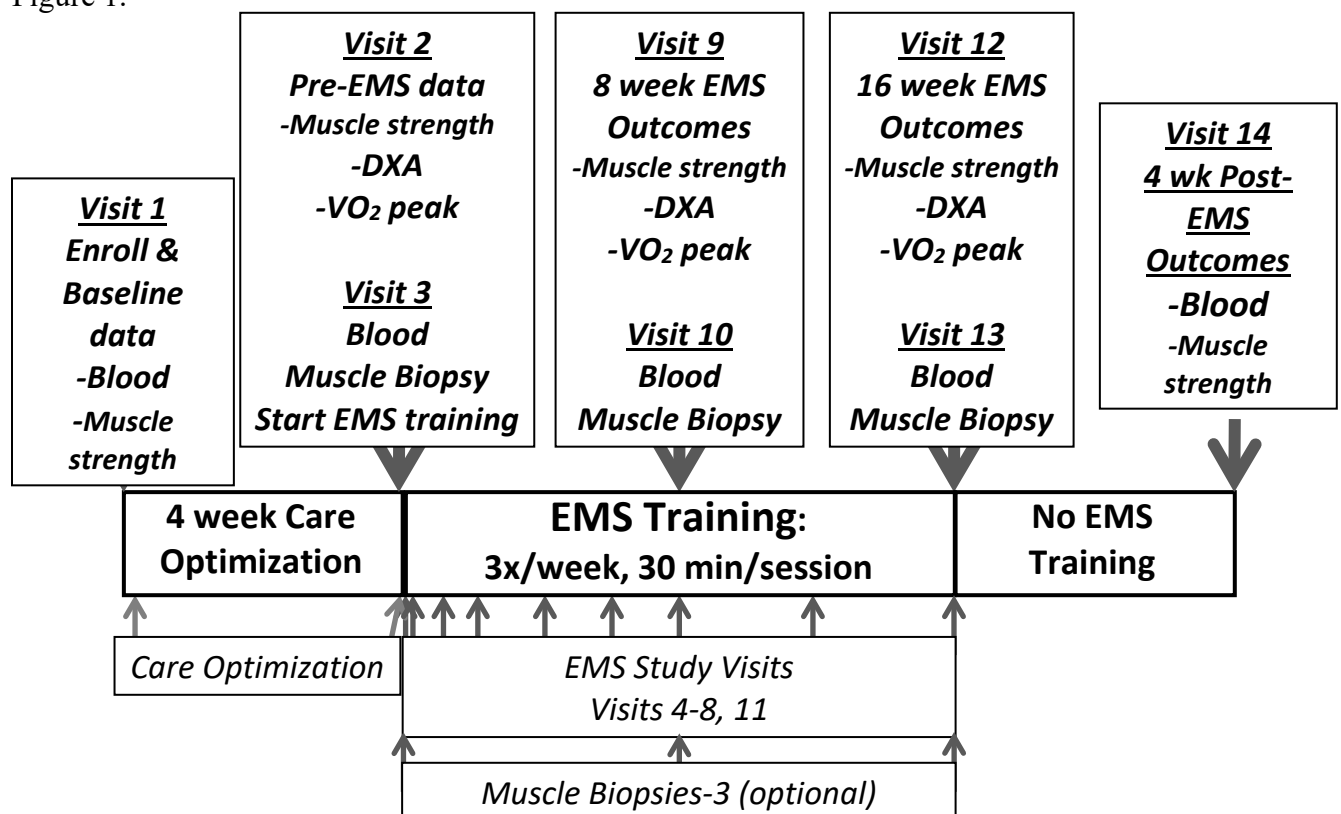 Figure 1.
Visit 1
Enroll &
Baseline
data
-Blood
-Muscle
strength
Visit 2
Pre-EMS data
-Muscle strength
-DXA
-VO₂ peak
Visit 3
Blood
Muscle Biopsy
Start EMS training
Visit 9
8 week EMS
Outcomes
-Muscle strength
-DXA
-VO₂ peak
Visit 10
Blood
Muscle Biopsy
Visit 12
16 week EMS
Outcomes
-Muscle strength
-DXA
-VO₂ peak
Visit 13
Blood
Muscle Biopsy
Visit 14
4 wk Post-
EMS
Outcomes
-Blood
-Muscle
strength
4 week Care
Optimization
EMS Training:
3x/week, 30 min/session
No EMS
Training
Care Optimization
EMS Study Visits
Visits 4-8, 11
Muscle Biopsies-3 (optional)